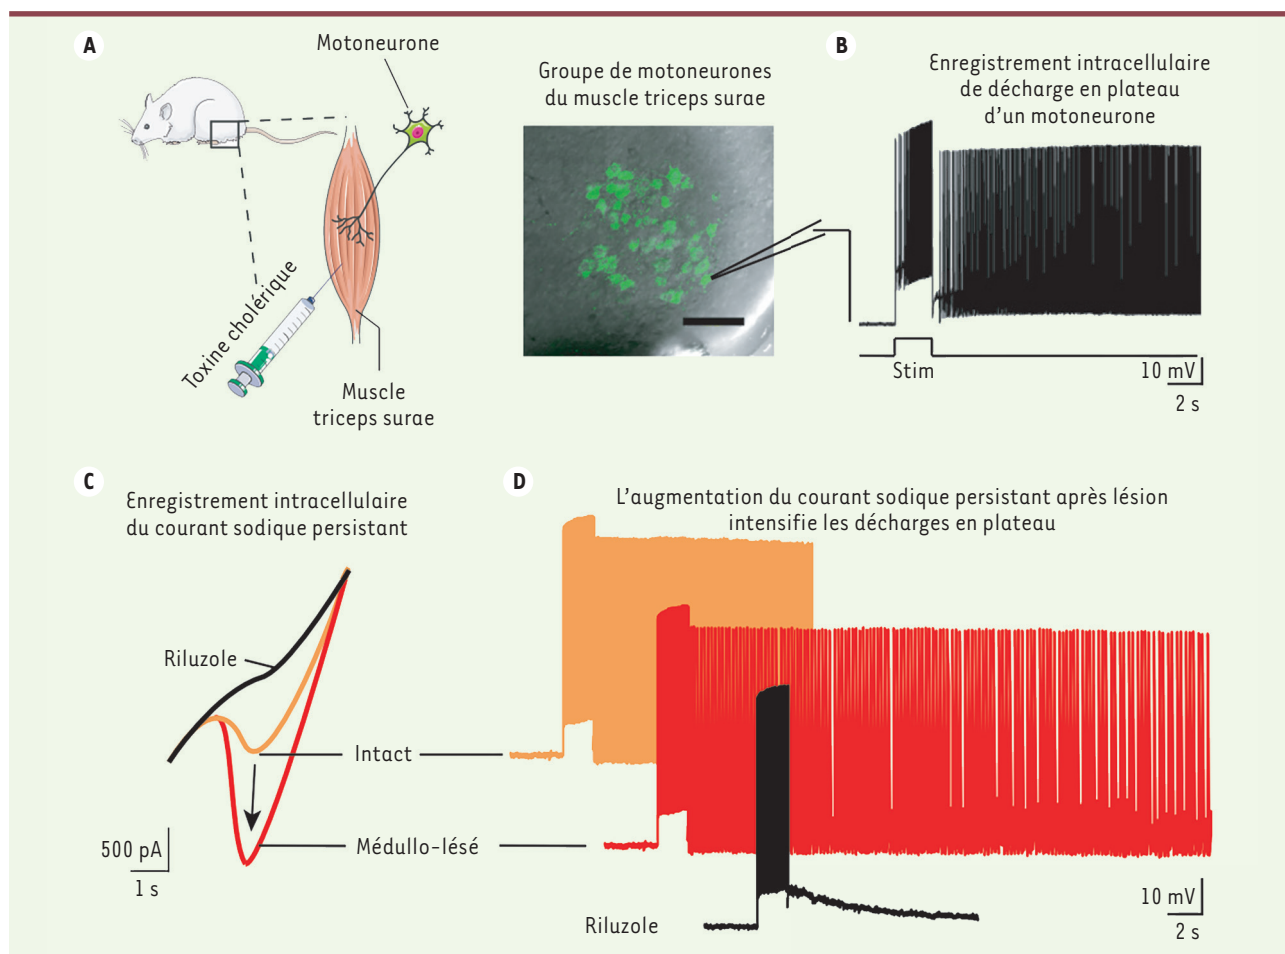 A
Motoneurone
Toxine cholérique
Muscle
triceps surae
Groupe de motoneurones
du muscle triceps surae
B
Enregistrement intracellulaire
de décharge en plateau
d'un motoneurone
Stim
10 mV
2 s
C
Enregistrement intracellulaire
du courant sodique persistant
Riluzole
Intact
Médullo-lésé
500 pA
1 s
D
L'augmentation du courant sodique persistant après lésion
intensifie les décharges en plateau
Riluzole
10 mV
2 s